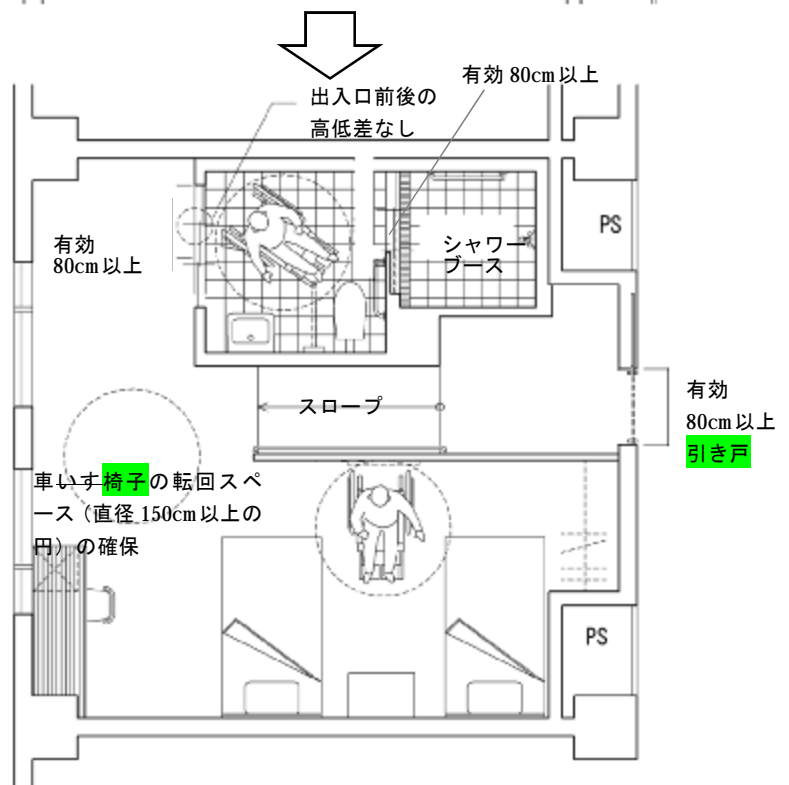 有効 80cm以上
出入口前後の
高低差なし
PS
有効
80cm以上
シャワー
ブース
スロープ
有効
80cm以上
引き戸
車いす椅子の転回スペ
ース（直径 150cm以上の
円）の確保
PS